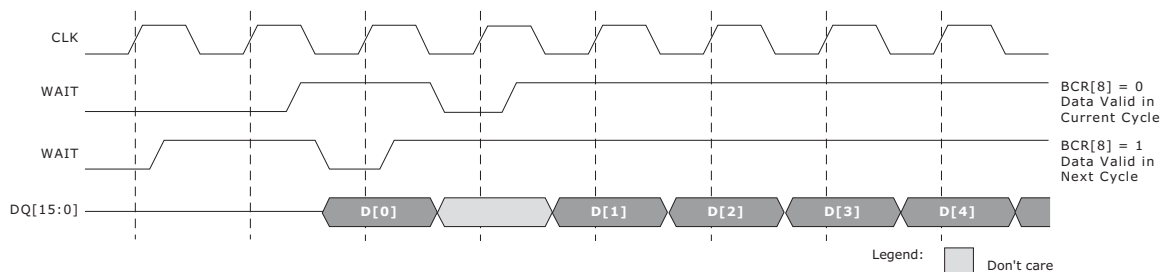 CLK
WAIT
BCR[8] = 0
Data Valid in
Current Cycle
WAIT
BCR[8] = 1
Data Valid in
Next Cycle
DQ[15:0]
D[0]
D[1]
D[2]
D[3]
D[4]
Legend:
Don't care